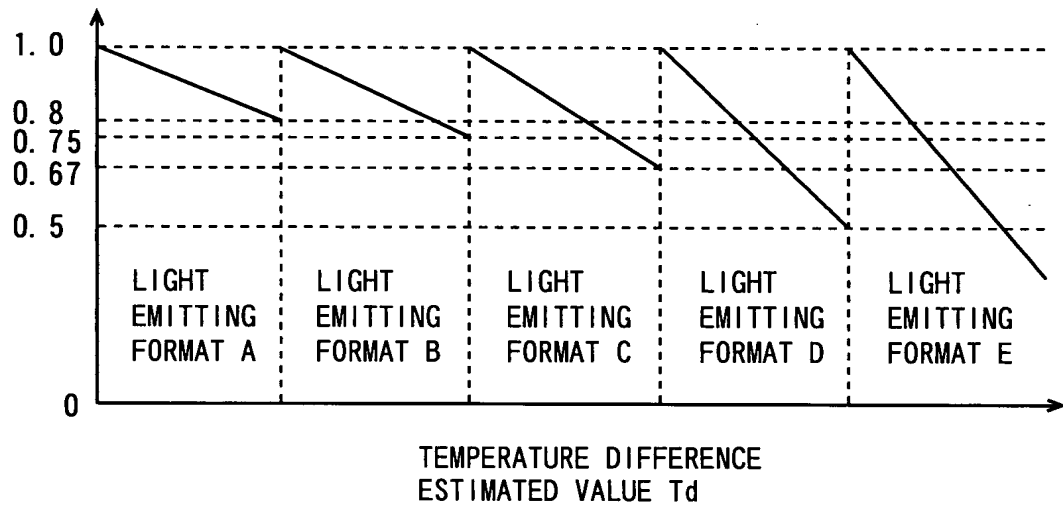 1.0
0.8
0.75
0.67
0.5
0
LIGHT
EMITTING
FORMAT A
LIGHT
EMITTING
FORMAT B
LIGHT
EMITTING
FORMAT C
LIGHT
EMITTING
FORMAT D
LIGHT
EMITTING
FORMAT E
TEMPERATURE DIFFERENCE
ESTIMATED VALUE Td